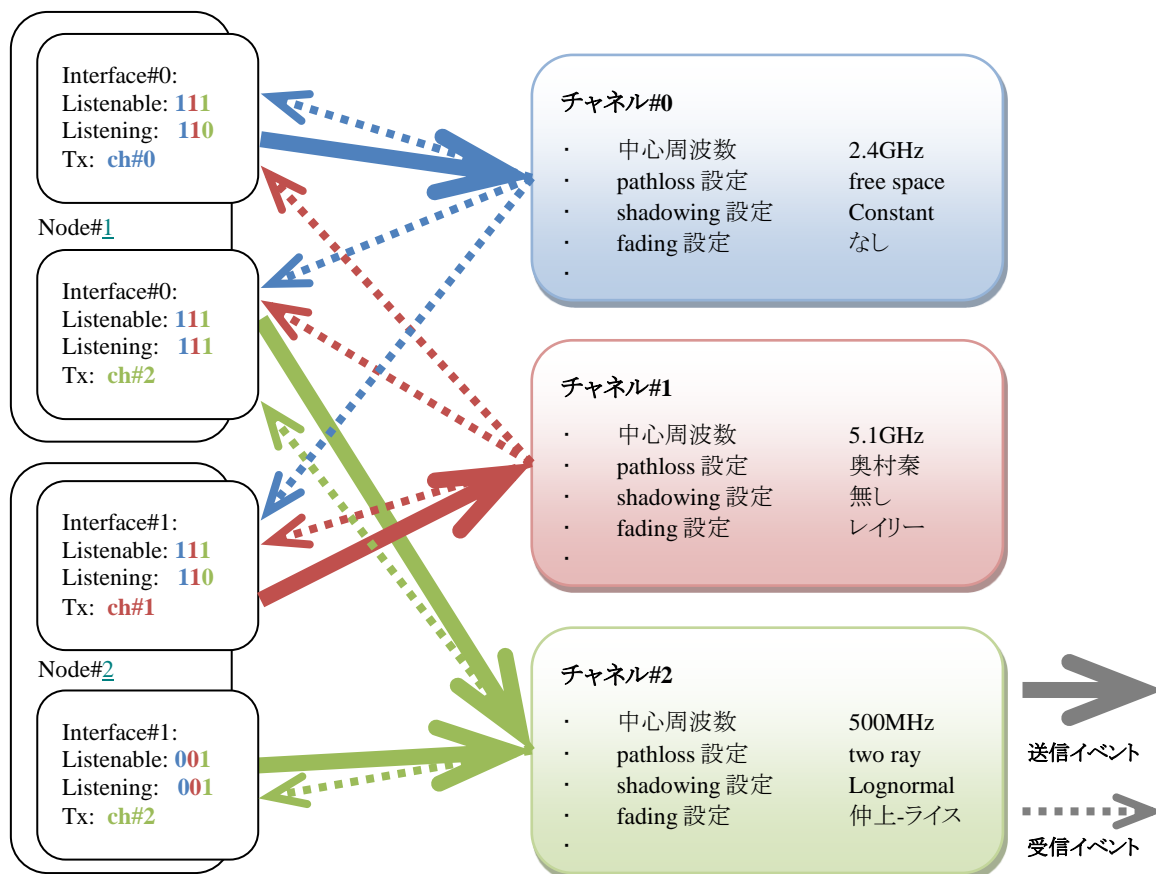 Interface#0:
Listenable: 111
Listening: 110
Tx: ch#0
Node#1
Interface#0:
Listenable: 111
Listening: 111
Tx: ch#2
Interface#1:
Listenable: 111
Listening: 110
Tx: ch#1
Node#2
Interface#1:
Listenable: 001
Listening: 001
Tx: ch#2
チャネル#0
· 中心周波数 2.4GHz
· pathloss 設定 free space
· shadowing 設定 Constant
· fading 設定 なし
·
チャネル#1
· 中心周波数 5.1GHz
· pathloss 設定 奥村秦
· shadowing 設定 無し
· fading 設定 レイリー
·
チャネル#2
· 中心周波数 500MHz
· pathloss 設定 two ray
· shadowing 設定 Lognormal
· fading 設定 仲上-ライス
·
送信イベント
受信イベント